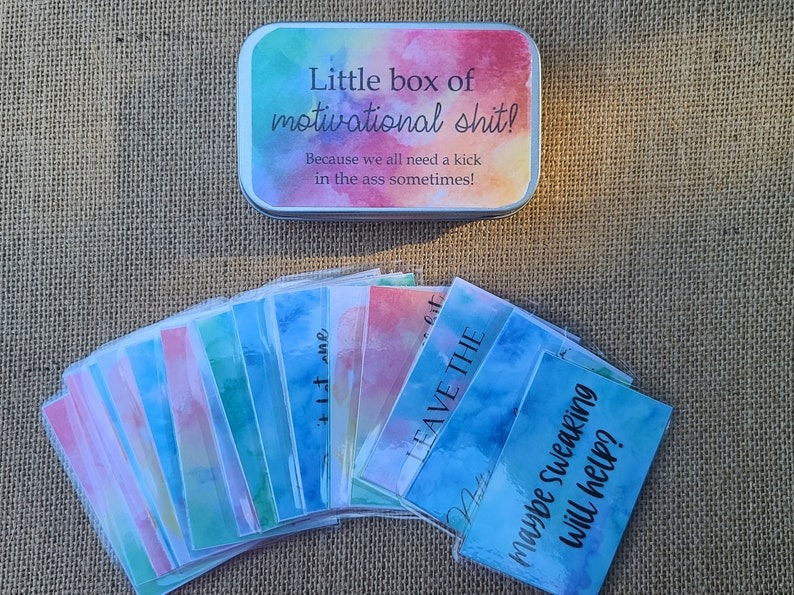 Little box of
motivational shit!
Because we all need a kick
in the ass sometimes!
LEAVE THE
maybe swearing
will help?